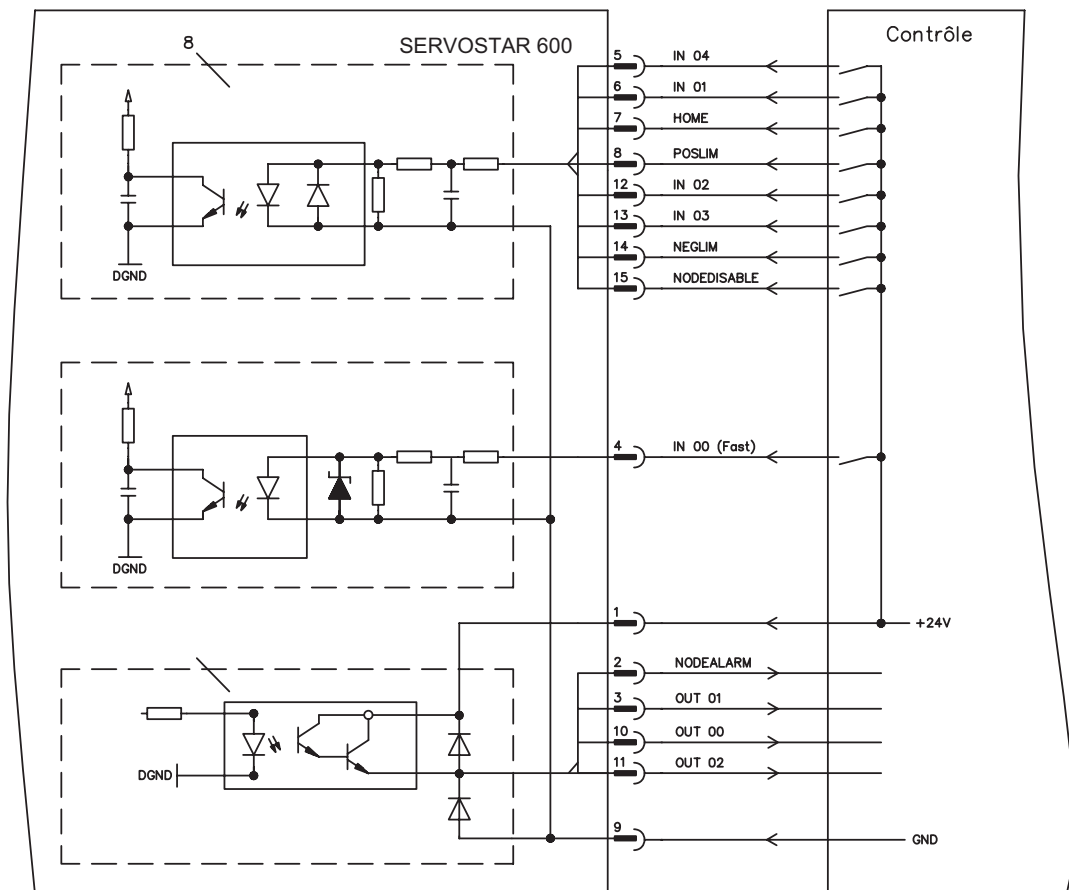 SERVOSTAR 600
Contrôle
8
DGND
5 IN 04
6 IN 01
7 HOME
8 POSLIM
12 IN 02
13 IN 03
14 NEGLIM
15 NODEDISABLE
DGND
4 IN 00 (Fast)
1 +24V
2 NODEALARM
3 OUT 01
10 OUT 00
11 OUT 02
DGND
9 GND